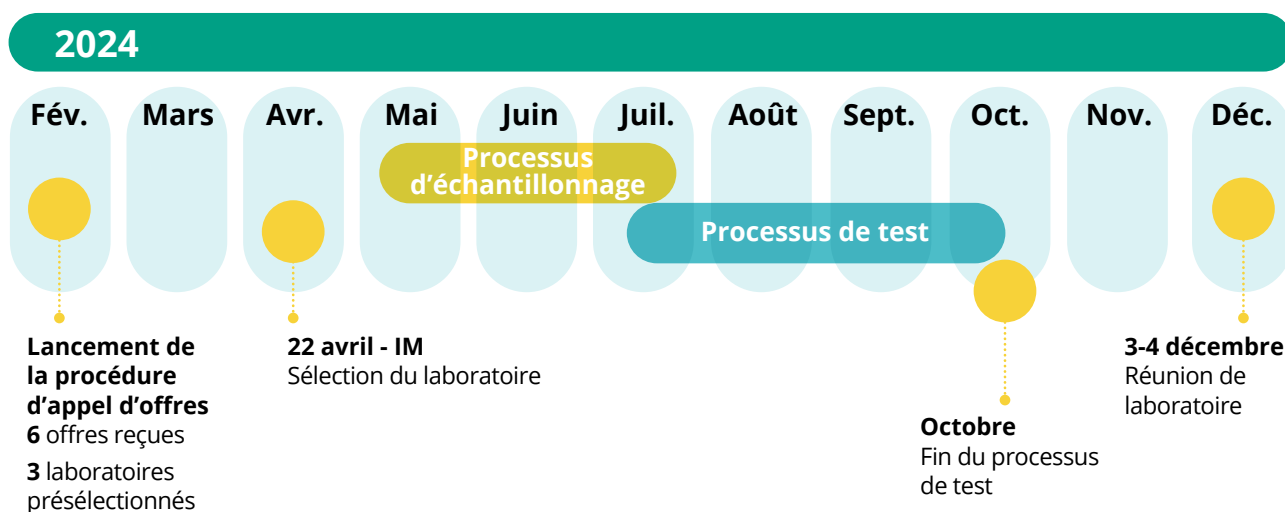 2024
Fév. Mars Avr. Mai Juin Juil. Août Sept. Oct. Nov. Déc.
Processus
d'échantillonnage
Processus de test
Lancement de
la procédure
d'appel d'offres
6 offres reçues
3 laboratoires
présélectionnés
22 avril - IM
Sélection du laboratoire
Octobre
Fin du processus
de test
3-4 décembre
Réunion de
laboratoire